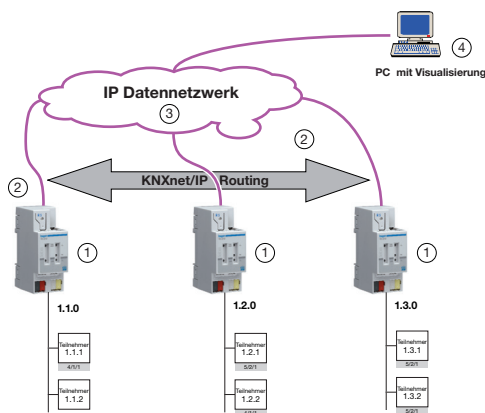 ④
PC mit Visualisierung
IP Datennetzwerk
③
②
②
KNXnet/IP Routing
①
①
①
1.1.0
1.2.0
1.3.0
Teilnehmer
1.1.1
4/1/1
Teilnehmer
1.2.1
5/2/1
Teilnehmer
1.3.1
5/2/1
Teilnehmer
1.1.2
Teilnehmer
1.2.2
Teilnehmer
1.3.2
5/2/1